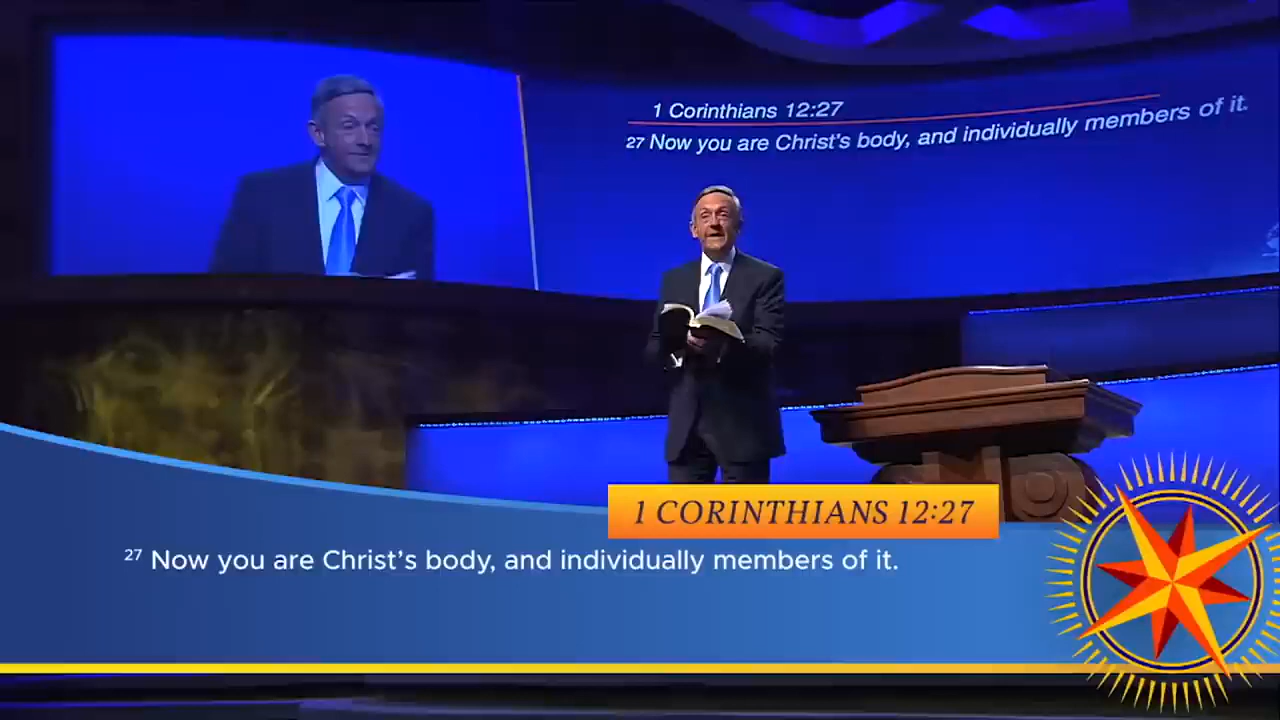 1 Corinthians 12:27
27 Now you are Christ's body, and individually members of it.
1 CORINTHIANS 12:27
27 Now you are Christ’s body, and individually members of it.